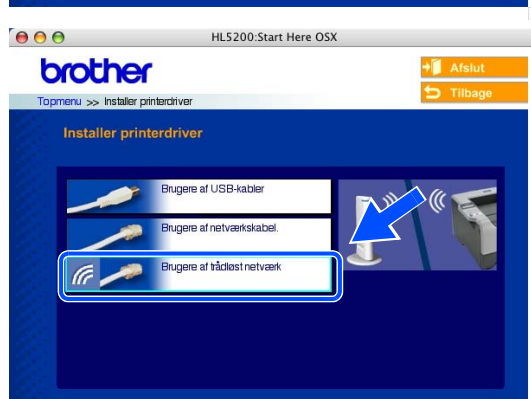 HL5200:Start Here OSX
brother
Afslut
Topmenu >> Installer printerdriver
Tilbage
Installer printerdriver
Brugere af USB-kabler
Brugere af netværkskabel.
Brugere af trådløst netværk